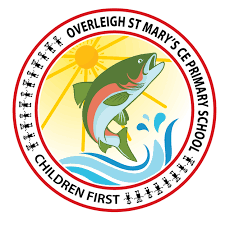 OVERLEIGH ST MARY'S CE PRIMARY SCHOOL
CHILDREN FIRST